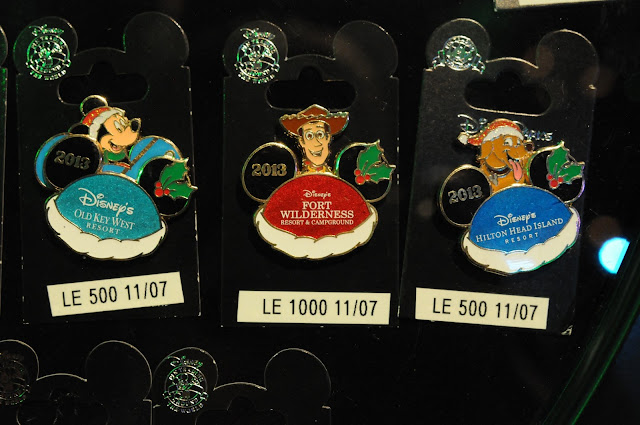 2013
Disney's
OLD KEY WEST
RESORT
LE 500 11/07
2013
Disney's
FORT
WILDERNESS
RESORT & CAMPGROUND
LE 1000 11/07
2013
Disney's
HILTON HEAD ISLAND
RESORT
LE 500 11/07